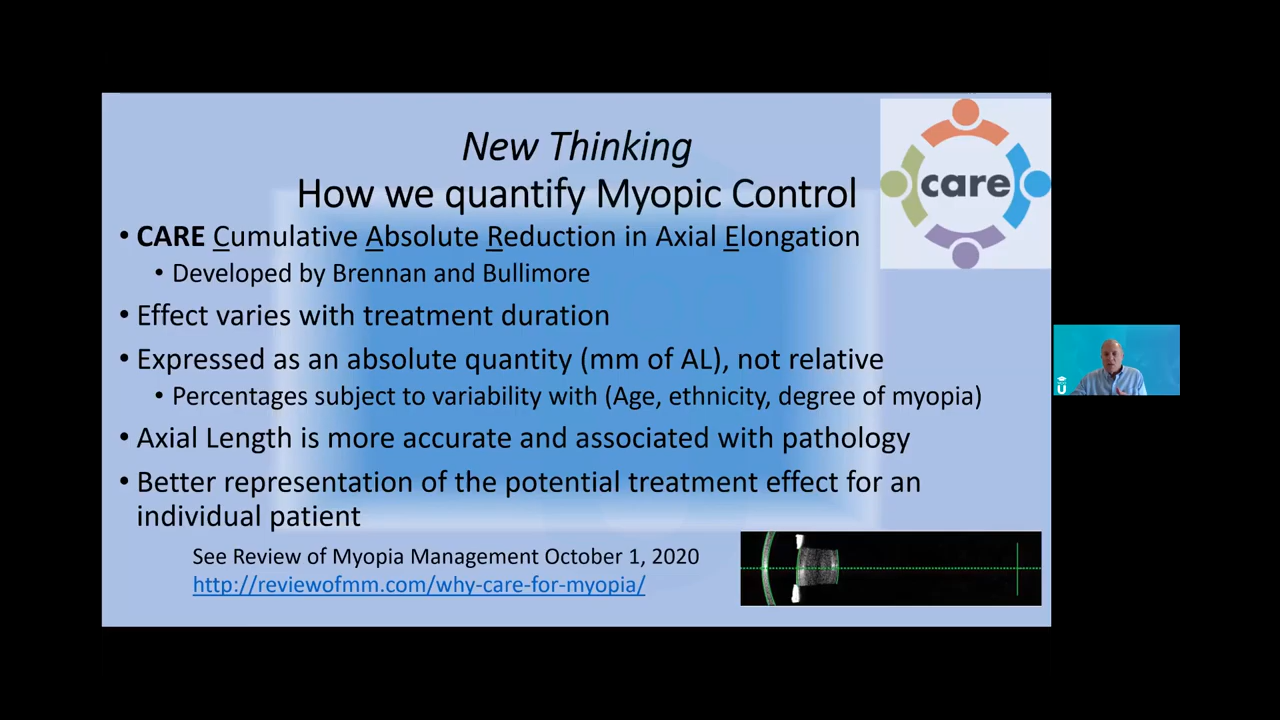 New Thinking
How we quantify Myopic Control
care
• CARE Cumulative Absolute Reduction in Axial Elongation
• Developed by Brennan and Bullimore
• Effect varies with treatment duration
• Expressed as an absolute quantity (mm of AL), not relative
• Percentages subject to variability with (Age, ethnicity, degree of myopia)
• Axial Length is more accurate and associated with pathology
• Better representation of the potential treatment effect for an
individual patient
See Review of Myopia Management October 1, 2020
http://reviewofmm.com/why-care-for-myopia/
U